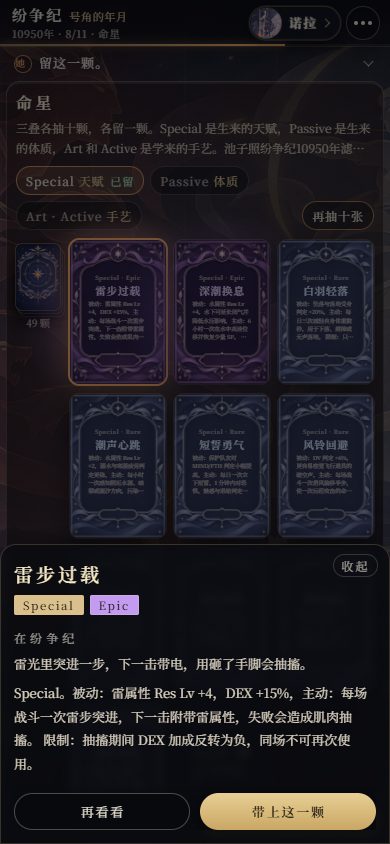 纷争纪 号角的年月
10950年 · 8/11 · 命星
诺拉
她 留这一颗。
命星
三叠各抽十颗，各留一颗。Special 是生来的天赋，Passive 是生来
的体质，Art 和 Active 是学来的手艺。池子照纷争纪10950年滤…
Special 天赋 已留
Passive 体质
Art · Active 手艺
再抽十张
49 颗
Special · Epic
雷步过载
Special · Epic
深潮换息
Special · Rare
白羽轻落
Special · Rare
潮声心跳
Special · Rare
短誓勇气
Special · Rare
风铃回避
雷步过载
收起
Special
Epic
在纷争纪
雷光里突进一步，下一击带电，用砸了手脚会抽搐。
Special。被动：雷属性 Res Lv +4，DEX +15%，主动：每场
战斗一次雷步突进，下一击附带雷属性，失败会造成肌肉抽
搐。 限制：抽搐期间 DEX 加成反转为负，同场不可再次使
用。
再看看
带上这一颗